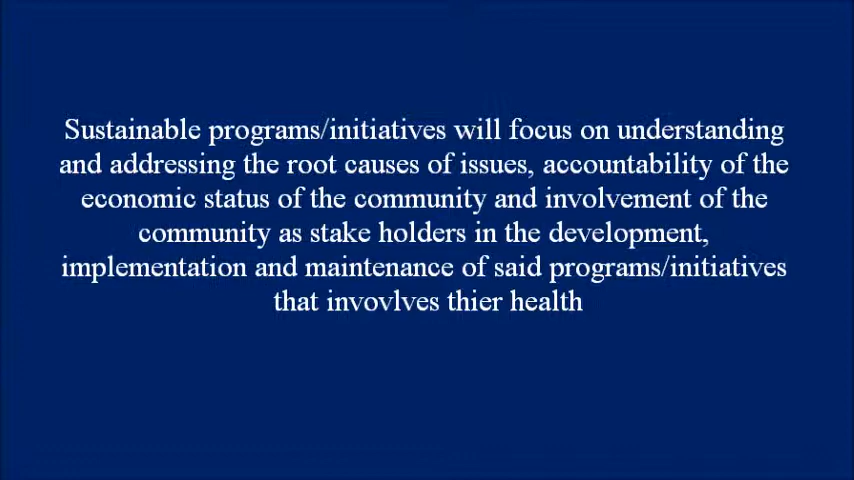 Sustainable programs/initiatives will focus on understanding
and addressing the root causes of issues, accountability of the
economic status of the community and involvement of the
community as stake holders in the development,
implementation and maintenance of said programs/initiatives
that invovlves thier health